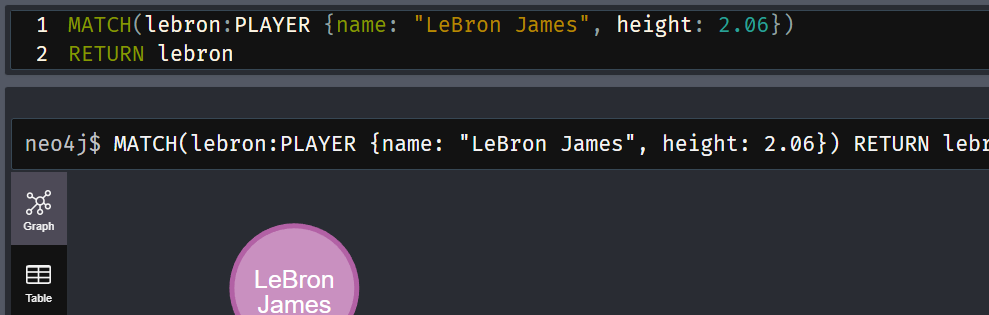 1 MATCH(lebron:PLAYER {name: "LeBron James", height: 2.06})
2 RETURN lebron
neo4j$ MATCH(lebron:PLAYER {name: "LeBron James", height: 2.06}) RETURN lebr
Graph
LeBron
James
Table